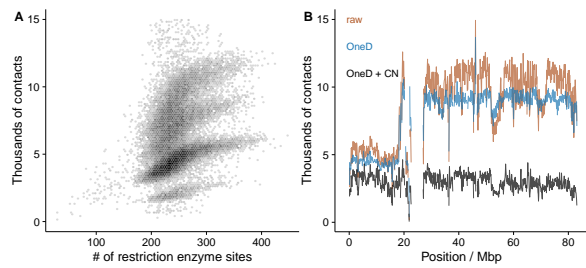 A
Thousands of contacts
15
10
5
0
100
200
300
400
# of restriction enzyme sites
B
Thousands of contacts
15
10
5
0
raw
OneD
OneD + CN
0
20
40
60
80
Position / Mbp